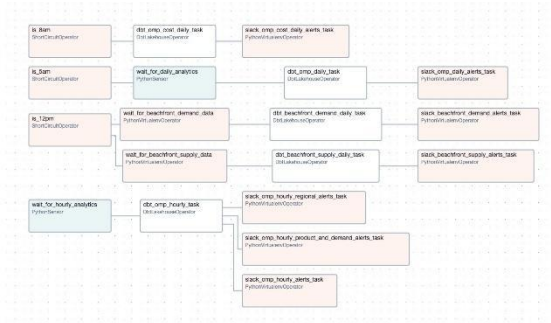 is_8am
ShortCircuitOperator
dbt_omp_cost_daily_task
DbtLakehouseOperator
slack_omp_cost_daily_alerts_task
PythonVirtualenvOperator
is_5am
ShortCircuitOperator
wait_for_daily_analytics
PythonSensor
dbt_omp_daily_task
DbtLakehouseOperator
slack_omp_daily_alerts_task
PythonVirtualenvOperator
is_12pm
ShortCircuitOperator
wait_for_beachfront_demand_data
PythonVirtualenvOperator
dbt_beachfront_demand_daily_task
DbtLakehouseOperator
slack_beachfront_demand_alerts_task
PythonVirtualenvOperator
wait_for_beachfront_supply_data
PythonVirtualenvOperator
dbt_beachfront_supply_daily_task
DbtLakehouseOperator
slack_beachfront_supply_alerts_task
PythonVirtualenvOperator
wait_for_hourly_analytics
PythonSensor
dbt_omp_hourly_task
DbtLakehouseOperator
slack_omp_hourly_regional_alerts_task
PythonVirtualenvOperator
slack_omp_hourly_product_and_demand_alerts_task
PythonVirtualenvOperator
slack_omp_hourly_alerts_task
PythonVirtualenvOperator